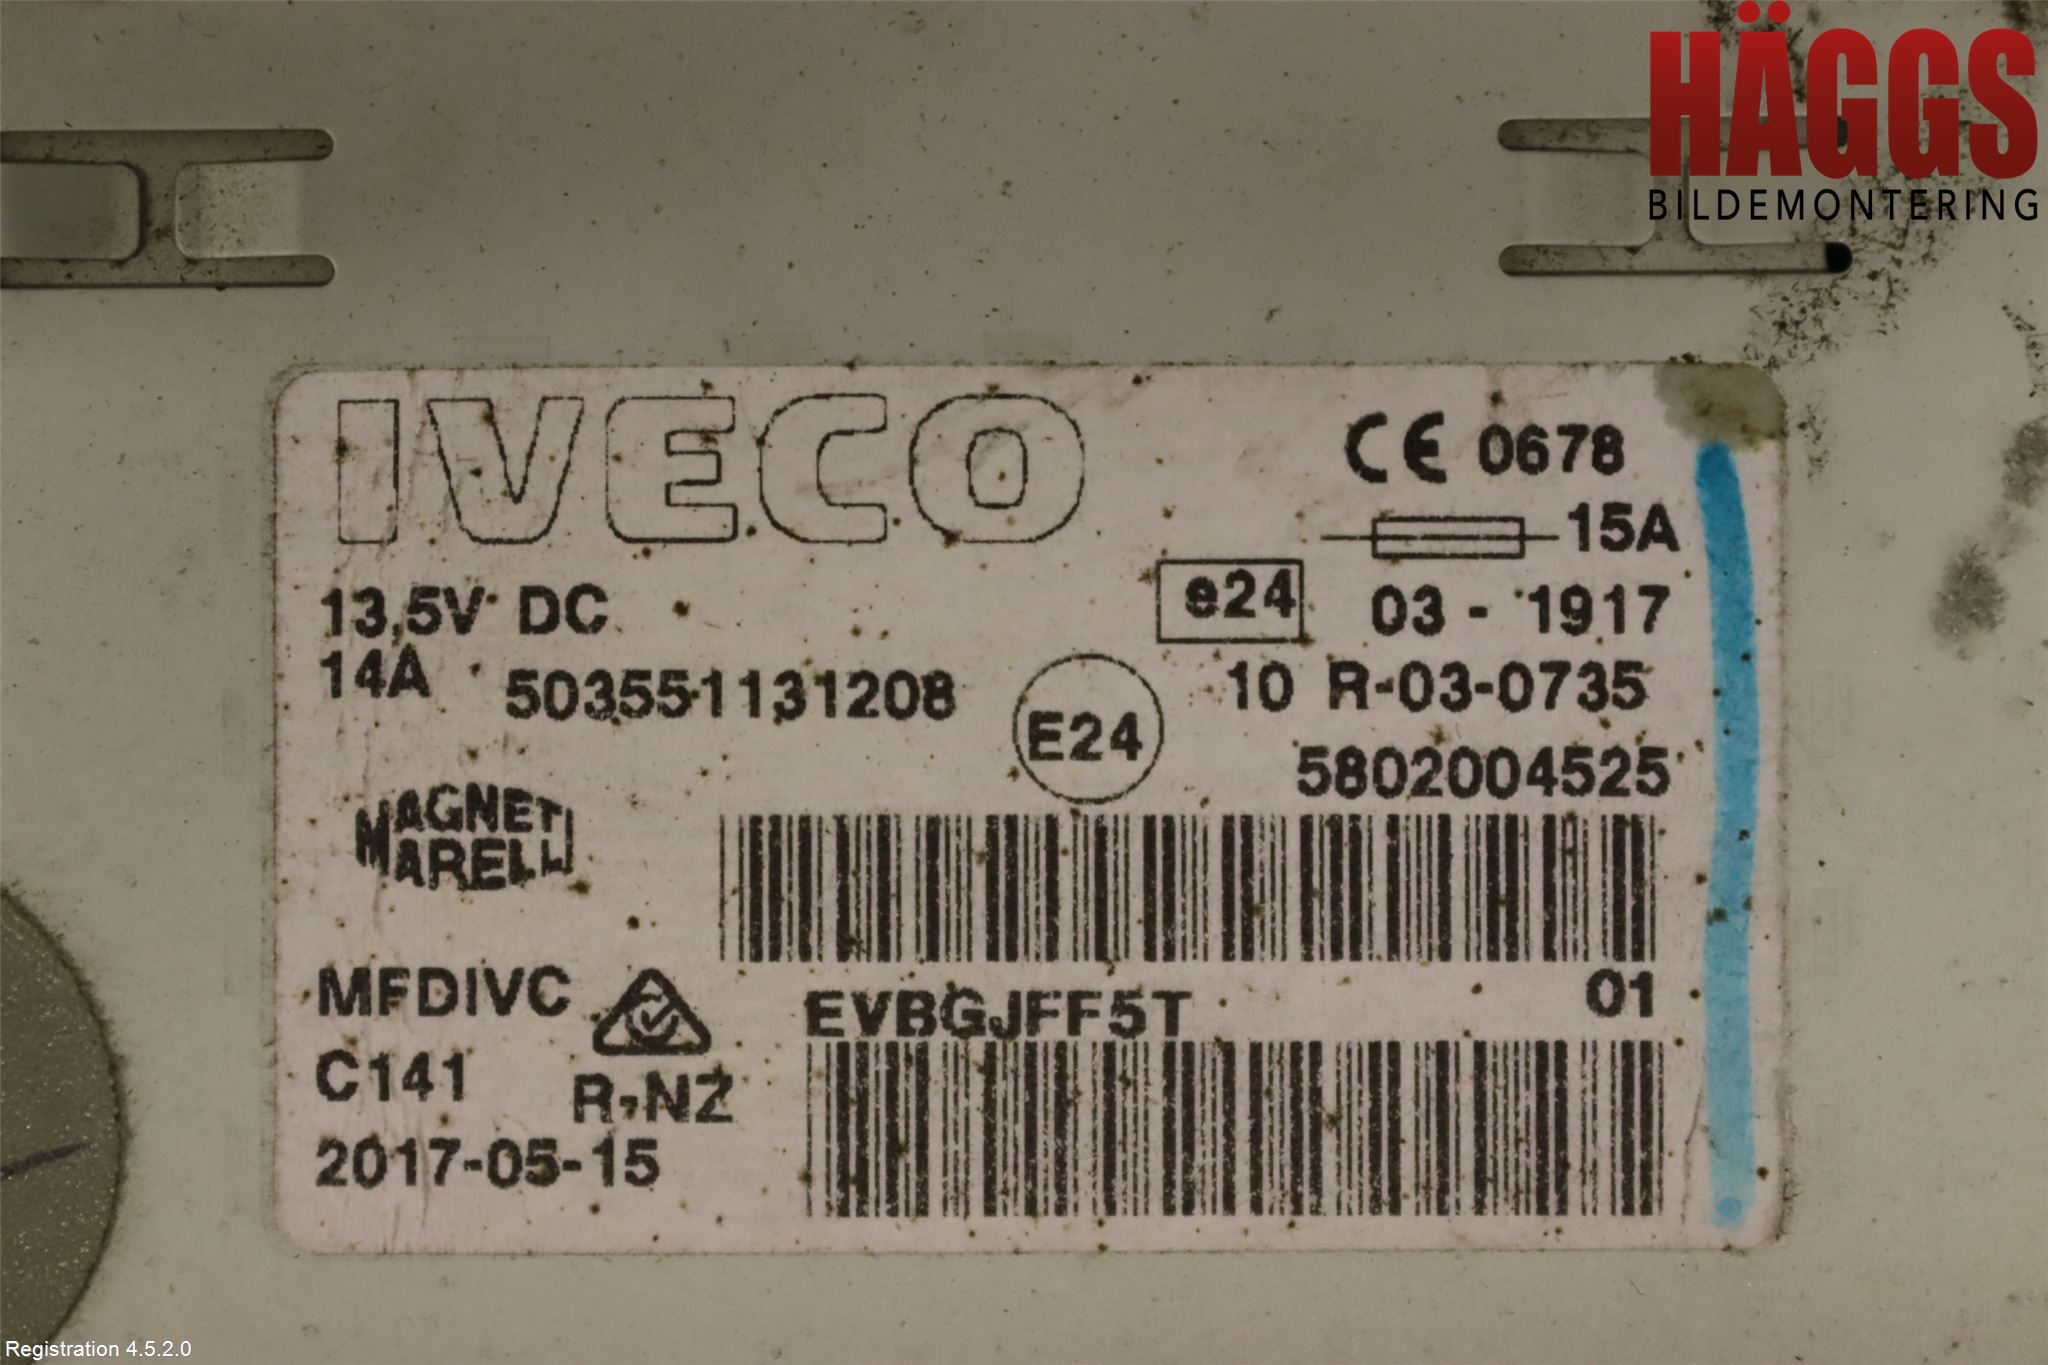 HÄGGS
BILDEMONTERING
IVECO
CE 0678
15A
13,5V DC
e24 03 - 1917
14A 503551131208
E24
10 R-03-0735
5802004525
MAGNETI
MARELLI
MFDIVC
EVBGJFF5T
01
C141
R-NZ
2017-05-15
Registration 4.5.2.0